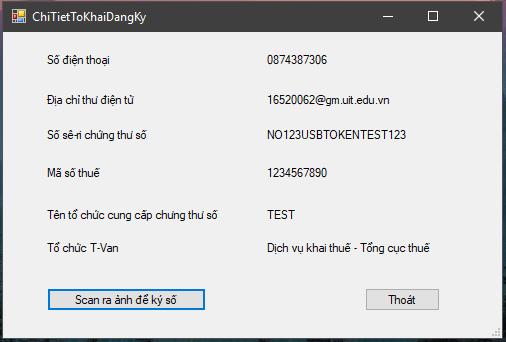 ChiTietToKhaiDangKy
Số điện thoại 0874387306
Địa chỉ thư điện tử 16520062@gm.uit.edu.vn
Số sê-ri chứng thư số NO123USBTOKENTEST123
Mã số thuế 1234567890
Tên tổ chức cung cấp chưng thư số TEST
Tổ chức T-Van Dịch vụ khai thuế - Tổng cục thuế
Scan ra ảnh để ký số Thoát